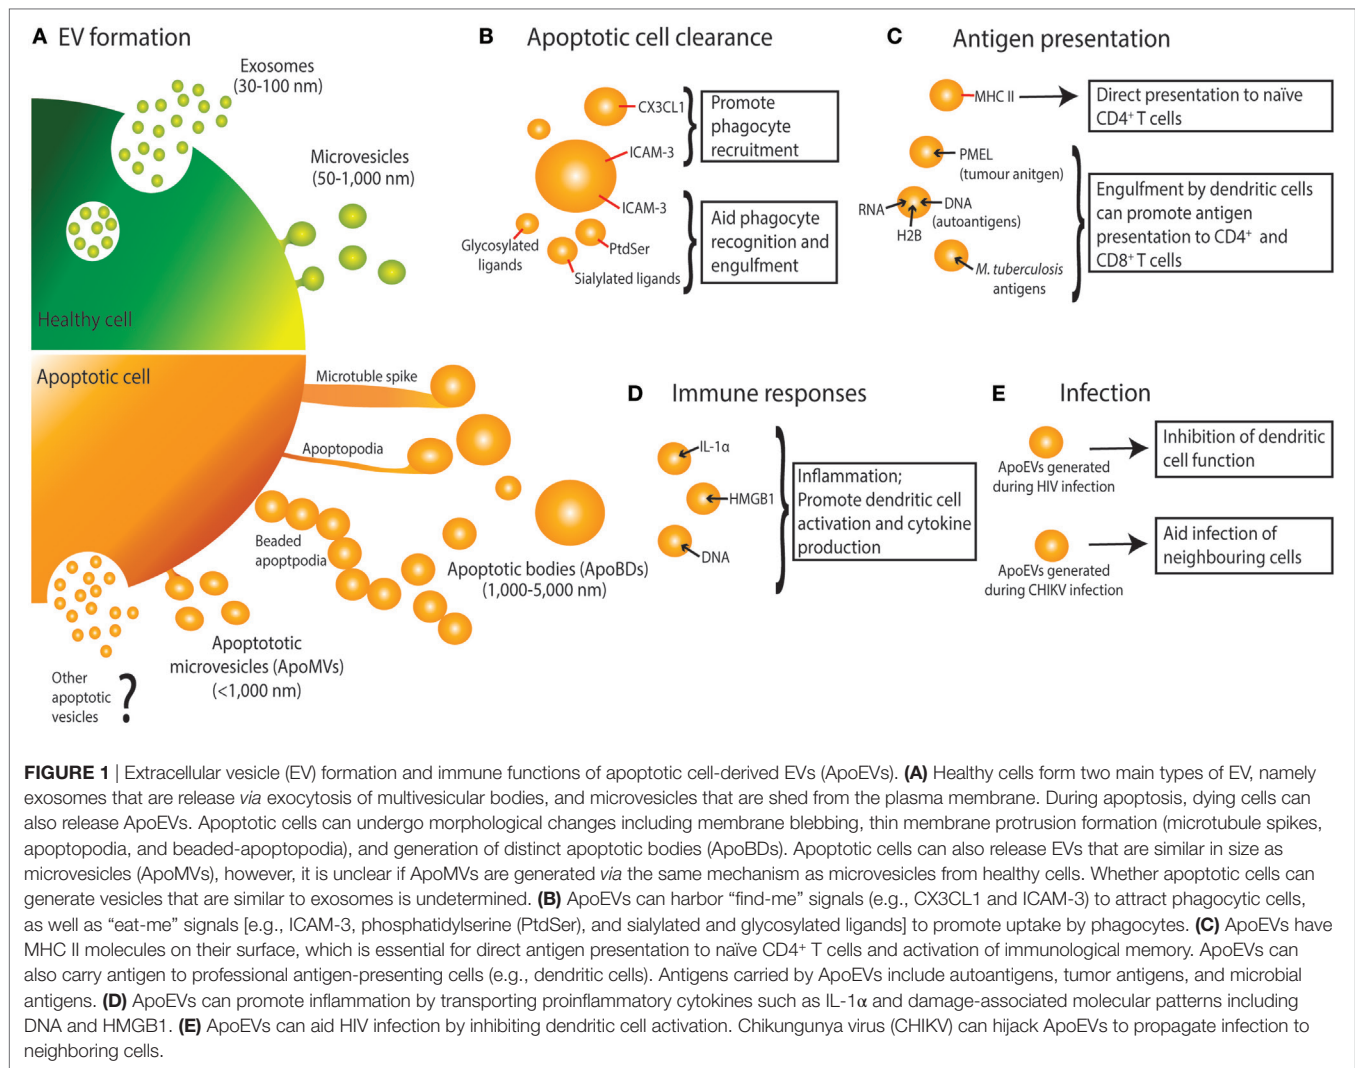 A EV formation
Exosomes
(30-100 nm)
Microvesicles
(50-1,000 nm)
Healthy cell
Apoptotic cell
Microtuble spike
Apoptopodia
Beaded
apoptpodia
Apoptotic bodies (ApoBDs)
(1,000-5,000 nm)
Apoptototic
microvesicles (ApoMVs)
(<1,000 nm)
Other
apoptotic
vesicles
?
B Apoptotic cell clearance
CX3CL1
ICAM-3
Promote
phagocyte
recruitment
ICAM-3
Glycosylated
ligands
PtdSer
Sialylated ligands
Aid phagocyte
recognition and
engulfment
C Antigen presentation
MHC II
Direct presentation to naïve
CD4⁺ T cells
PMEL
(tumour anitgen)
RNA
DNA
(autoantigens)
H2B
M. tuberculosis
antigens
Engulfment by dendritic cells
can promote antigen
presentation to CD4⁺ and
CD8⁺ T cells
D Immune responses
IL-1α
HMGB1
DNA
Inflammation;
Promote dendritic cell
activation and cytokine
production
E Infection
ApoEVs generated
during HIV infection
Inhibition of dendritic
cell function
ApoEVs generated
during CHIKV infection
Aid infection of
neighbouring cells
FIGURE 1 | Extracellular vesicle (EV) formation and immune functions of apoptotic cell-derived EVs (ApoEVs). (A) Healthy cells form two main types of EV, namely
exosomes that are release via exocytosis of multivesicular bodies, and microvesicles that are shed from the plasma membrane. During apoptosis, dying cells can
also release ApoEVs. Apoptotic cells can undergo morphological changes including membrane blebbing, thin membrane protrusion formation (microtubule spikes,
apoptopodia, and beaded-apoptopodia), and generation of distinct apoptotic bodies (ApoBDs). Apoptotic cells can also release EVs that are similar in size as
microvesicles (ApoMVs), however, it is unclear if ApoMVs are generated via the same mechanism as microvesicles from healthy cells. Whether apoptotic cells can
generate vesicles that are similar to exosomes is undetermined. (B) ApoEVs can harbor “find-me” signals (e.g., CX3CL1 and ICAM-3) to attract phagocytic cells,
as well as “eat-me” signals [e.g., ICAM-3, phosphatidylserine (PtdSer), and sialylated and glycosylated ligands] to promote uptake by phagocytes. (C) ApoEVs have
MHC II molecules on their surface, which is essential for direct antigen presentation to naïve CD4⁺ T cells and activation of immunological memory. ApoEVs can
also carry antigen to professional antigen-presenting cells (e.g., dendritic cells). Antigens carried by ApoEVs include autoantigens, tumor antigens, and microbial
antigens. (D) ApoEVs can promote inflammation by transporting proinflammatory cytokines such as IL-1α and damage-associated molecular patterns including
DNA and HMGB1. (E) ApoEVs can aid HIV infection by inhibiting dendritic cell activation. Chikungunya virus (CHIKV) can hijack ApoEVs to propagate infection to
neighboring cells.